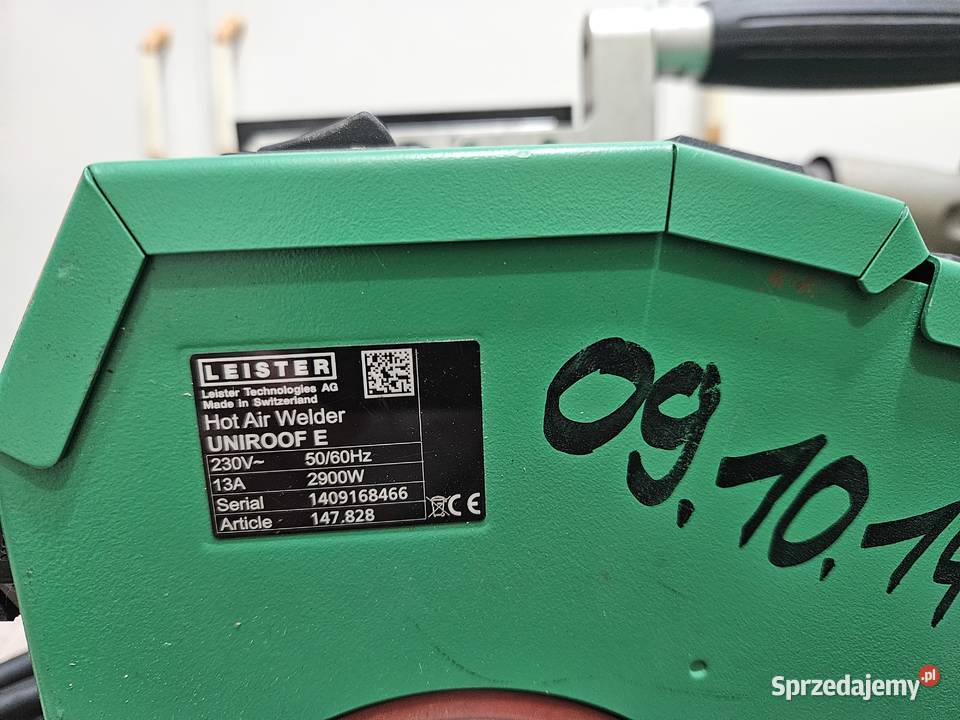 LEISTER
Leister Technologies AG
Made in Switzerland
Hot Air Welder
UNIROOF E
230V~ 50/60Hz
13A 2900W
Serial 1409168466
Article 147.828
CE
09.10.14
Sprzedajemy.pl